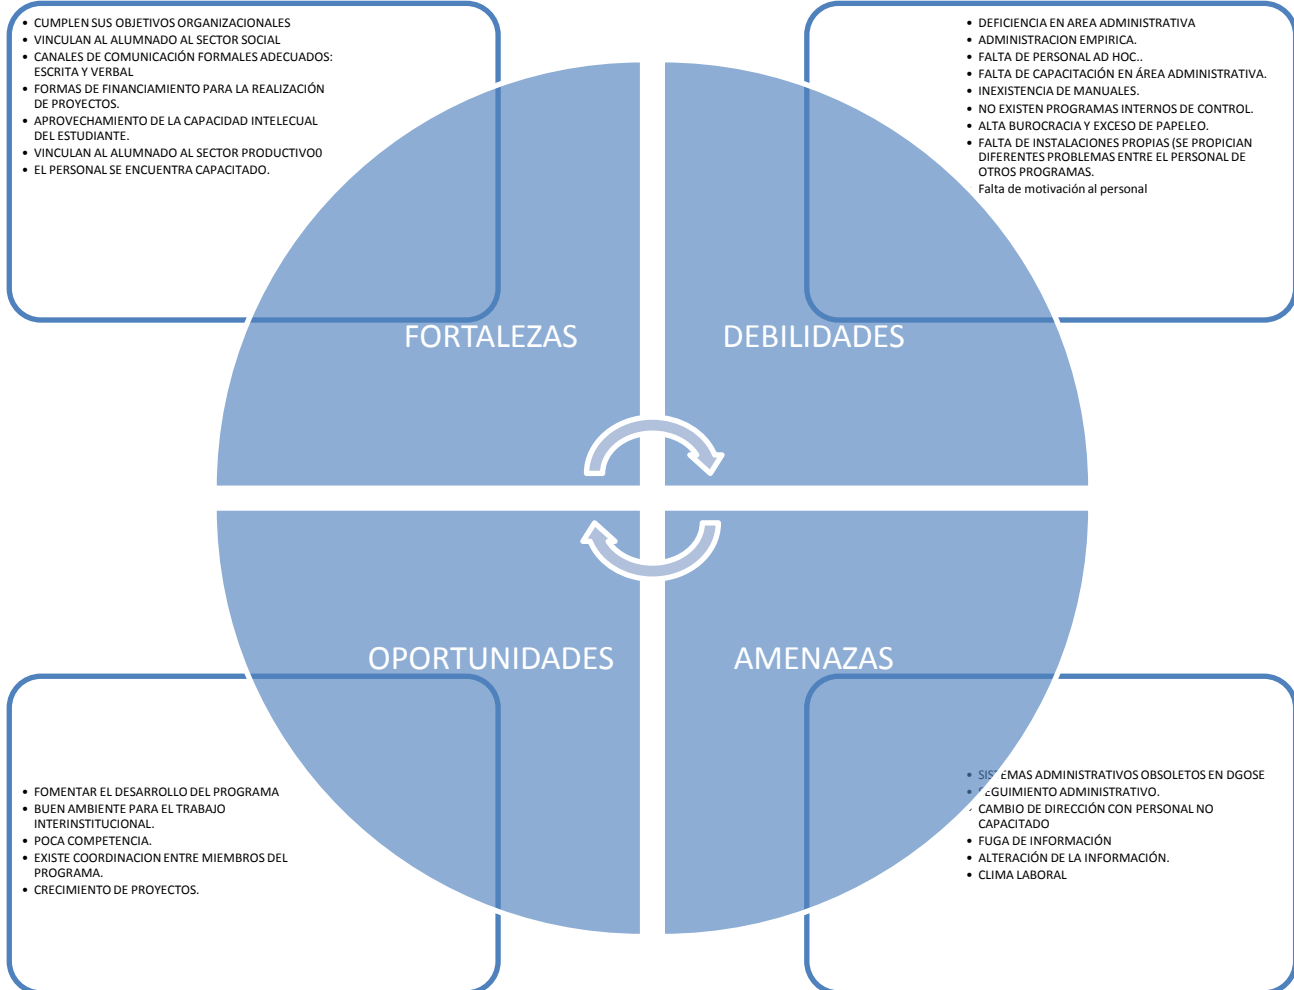 • CUMPLEN SUS OBJETIVOS ORGANIZACIONALES
• VINCULAN AL ALUMNADO AL SECTOR SOCIAL
• CANALES DE COMUNICACIÓN FORMALES ADECUADOS:
ESCRITA Y VERBAL
• FORMAS DE FINANCIAMIENTO PARA LA REALIZACIÓN
DE PROYECTOS.
• APROVECHAMIENTO DE LA CAPACIDAD INTELECUAL
DEL ESTUDIANTE.
• VINCULAN AL ALUMNADO AL SECTOR PRODUCTIVO0
• EL PERSONAL SE ENCUENTRA CAPACITADO.
• DEFICIENCIA EN AREA ADMINISTRATIVA
• ADMINISTRACION EMPIRICA.
• FALTA DE PERSONAL AD HOC..
• FALTA DE CAPACITACIÓN EN ÁREA ADMINISTRATIVA.
• INEXISTENCIA DE MANUALES.
• NO EXISTEN PROGRAMAS INTERNOS DE CONTROL.
• ALTA BUROCRACIA Y EXCESO DE PAPELEO.
• FALTA DE INSTALACIONES PROPIAS (SE PROPICIAN
DIFERENTES PROBLEMAS ENTRE EL PERSONAL DE
OTROS PROGRAMAS.
Falta de motivación al personal
FORTALEZAS
DEBILIDADES
OPORTUNIDADES
AMENAZAS
• FOMENTAR EL DESARROLLO DEL PROGRAMA
• BUEN AMBIENTE PARA EL TRABAJO
INTERINSTITUCIONAL.
• POCA COMPETENCIA.
• EXISTE COORDINACION ENTRE MIEMBROS DEL
PROGRAMA.
• CRECIMIENTO DE PROYECTOS.
• SISTEMAS ADMINISTRATIVOS OBSOLETOS EN DGOSE
• SEGUIMIENTO ADMINISTRATIVO.
• CAMBIO DE DIRECCIÓN CON PERSONAL NO
CAPACITADO
• FUGA DE INFORMACIÓN
• ALTERACIÓN DE LA INFORMACIÓN.
• CLIMA LABORAL